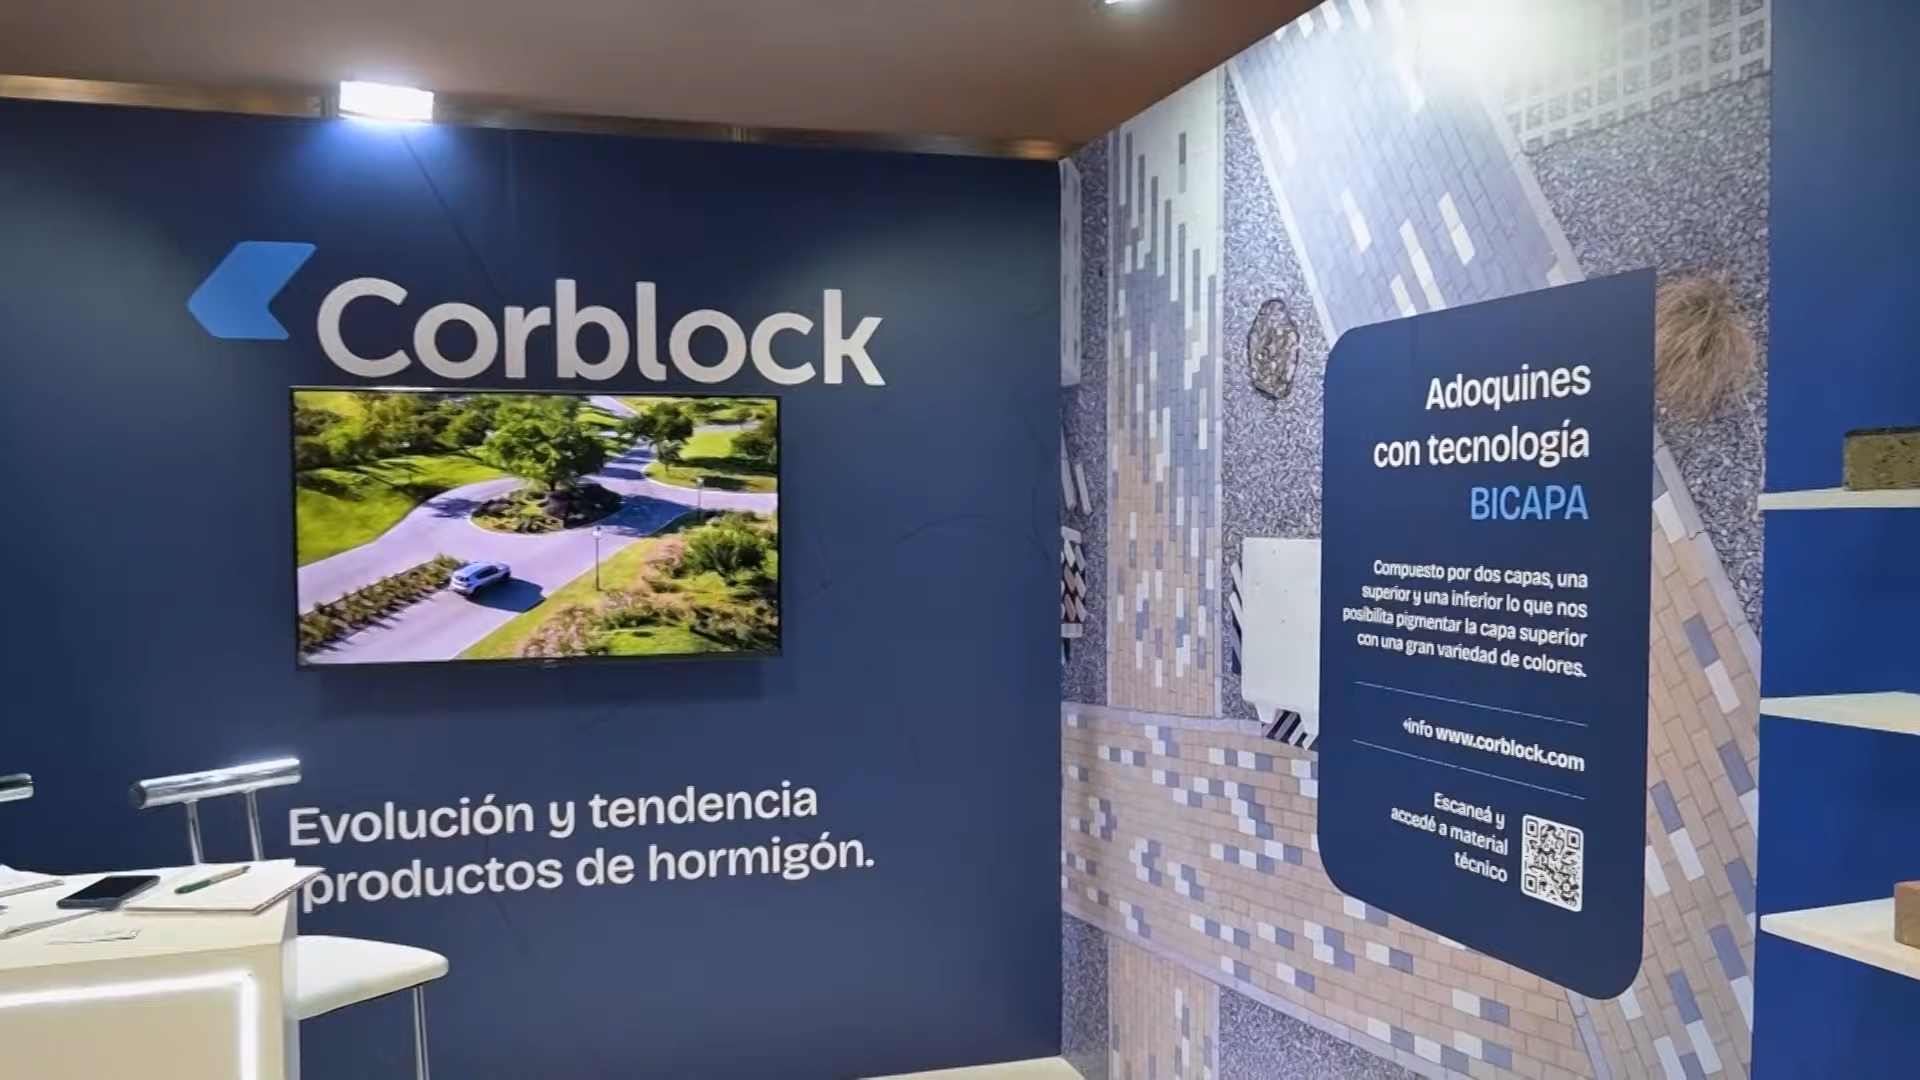 Corblock
Evolución y tendencia
productos de hormigón.
Adoquines
con tecnología
BICAPA
Compuesto por dos capas, una
superior y una inferior lo que nos
posibilita pigmentar la capa superior
con una gran variedad de colores.
+info www.corblock.com
Escaneá y
accedé a material
técnico